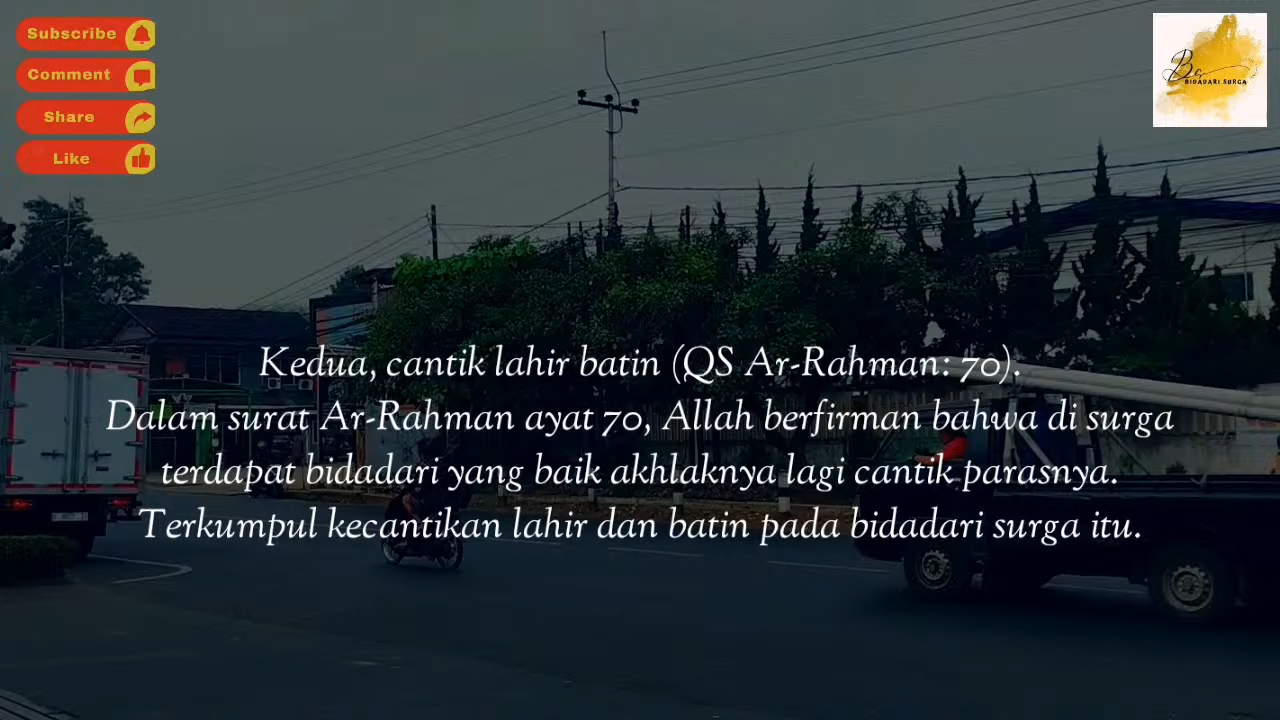 Subscribe
Comment
Share
Like
BIDADARI SURGA
Kedua, cantik lahir batin (QS Ar-Rahman: 70).
Dalam surat Ar-Rahman ayat 70, Allah berfirman bahwa di surga
terdapat bidadari yang baik akhlaknya lagi cantik parasnya.
Terkumpul kecantikan lahir dan batin pada bidadari surga itu.